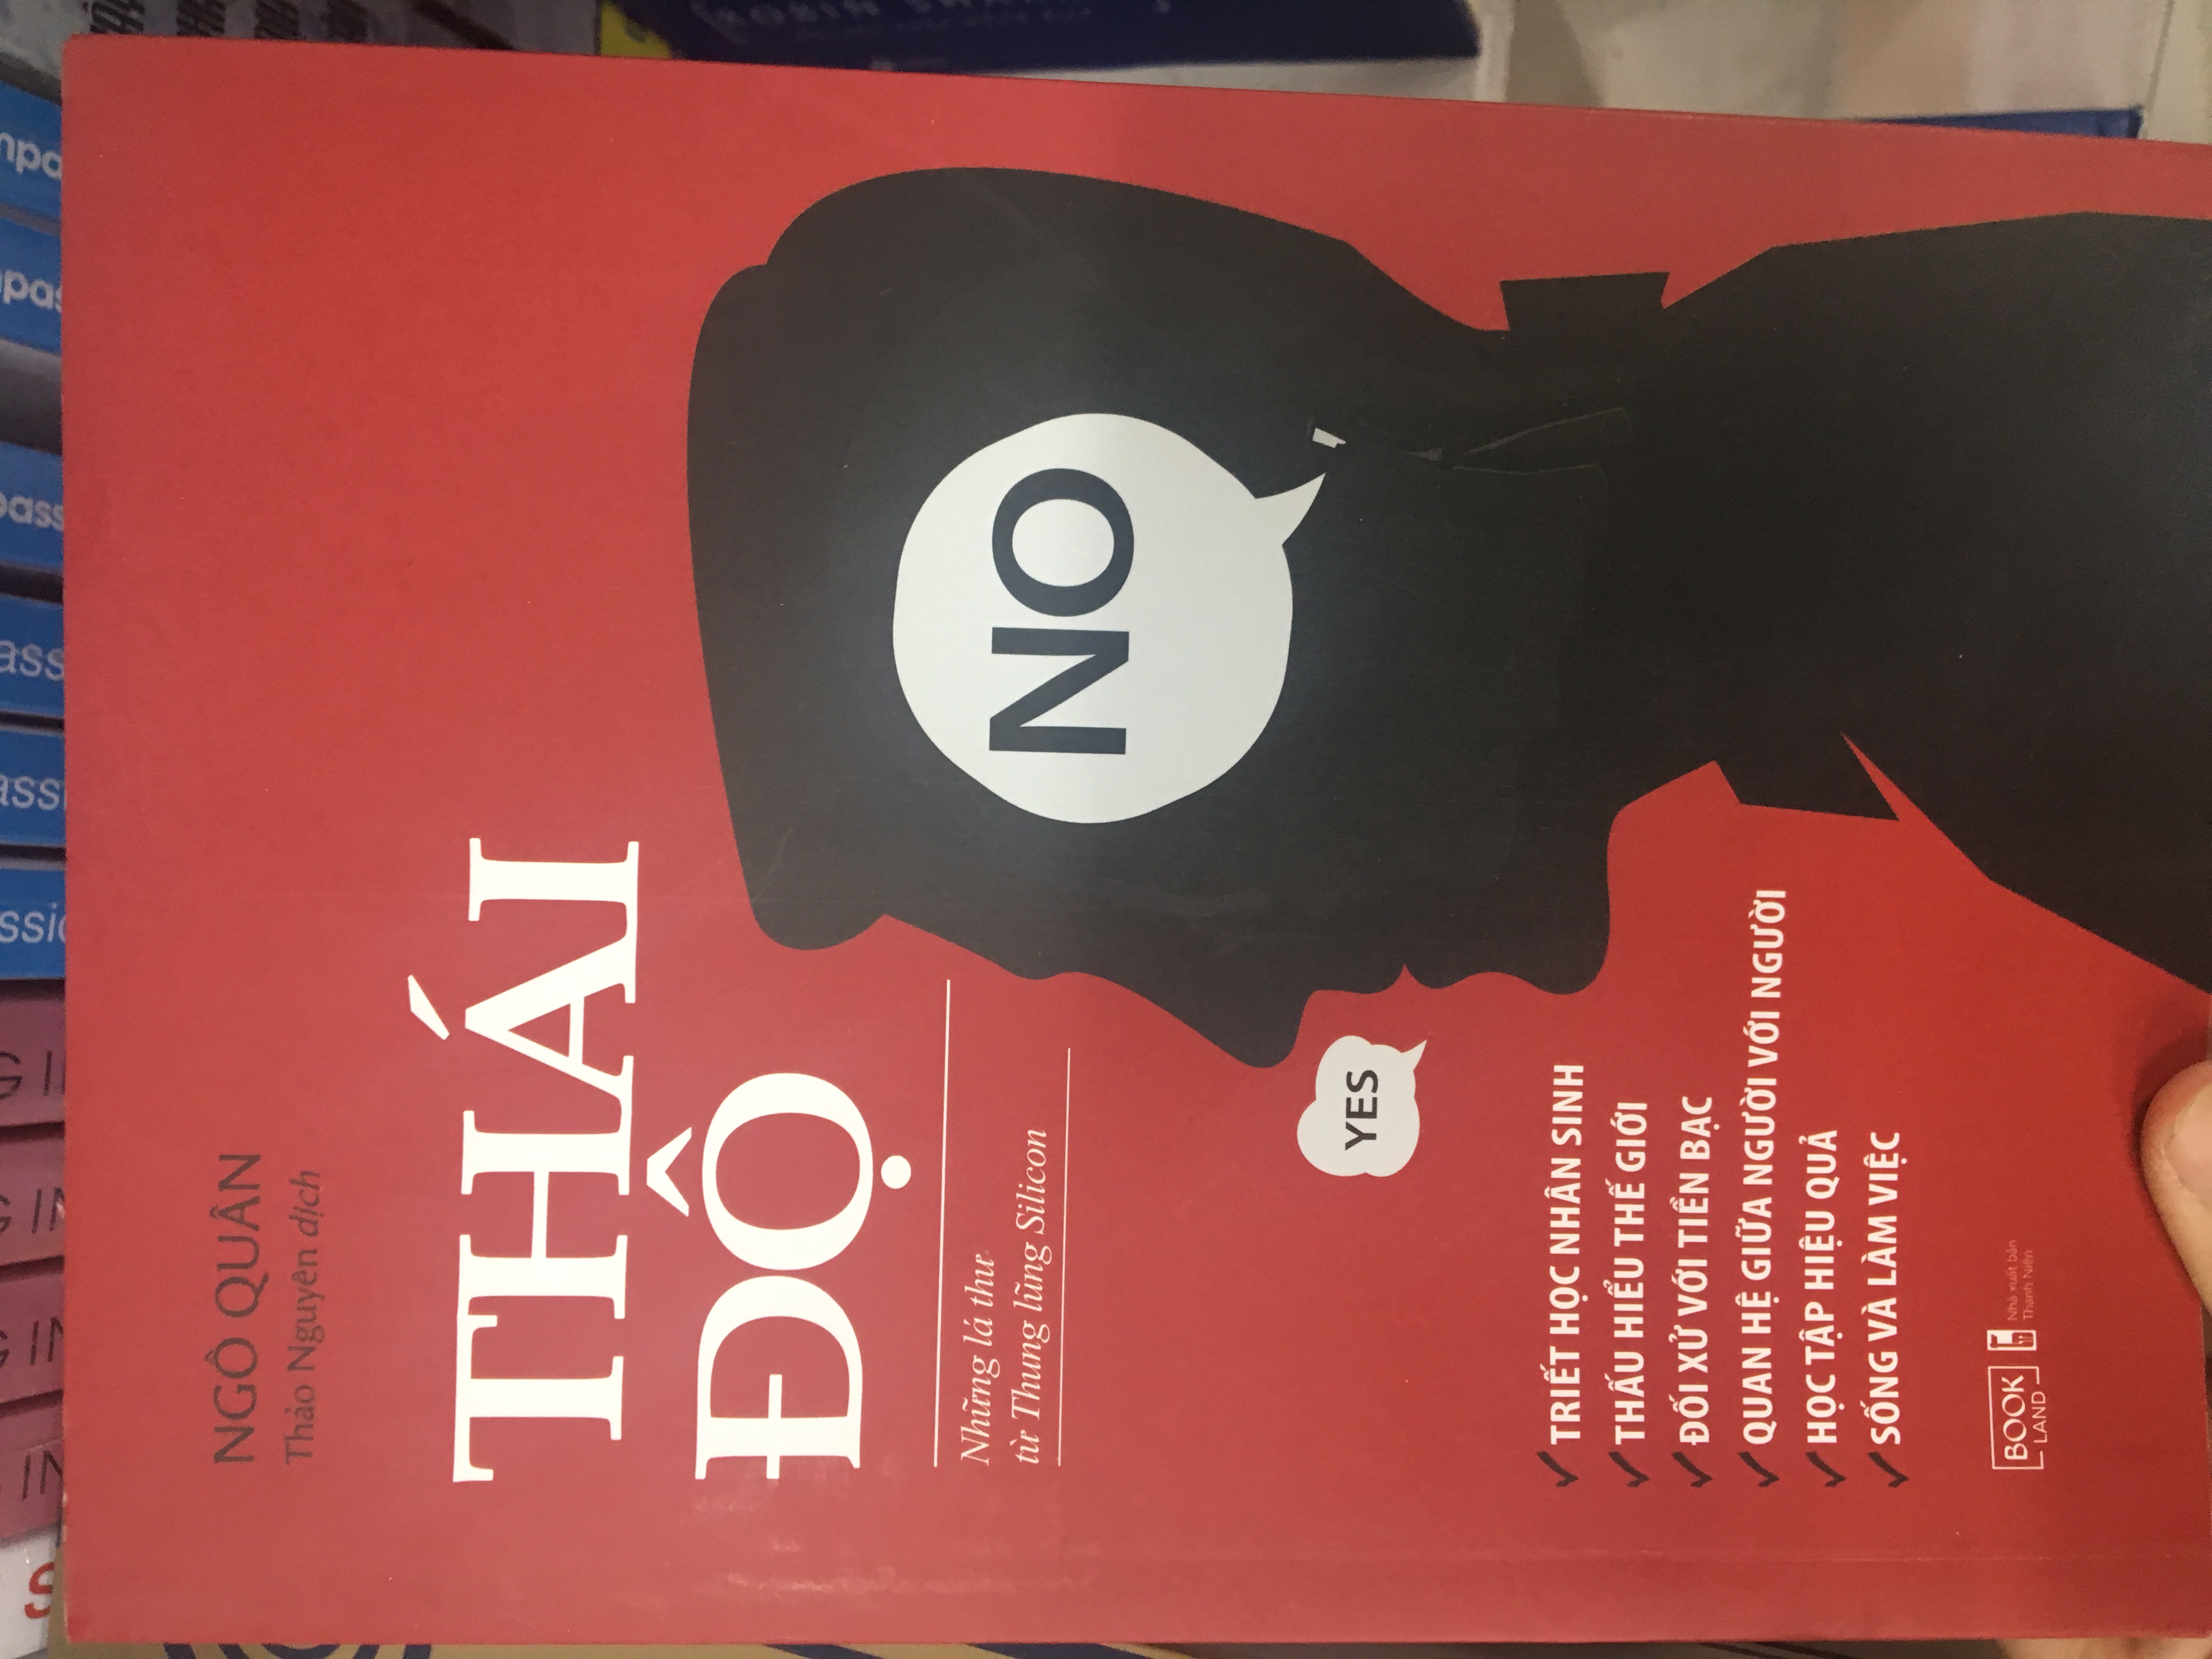 NGÔ QUÂN
Thảo Nguyên dịch
THÁI
ĐỘ
Những lá thư
từ Thung lũng Silicon
NO
YES
TRIẾT HỌC NHÂN SINH
THẤU HIỂU THẾ GIỚI
ĐỐI XỬ VỚI TIỀN BẠC
QUAN HỆ GIỮA NGƯỜI VỚI NGƯỜI
HỌC TẬP HIỆU QUẢ
SỐNG VÀ LÀM VIỆC
BOOK
LAND
Nhà xuất bản
Thanh Niên